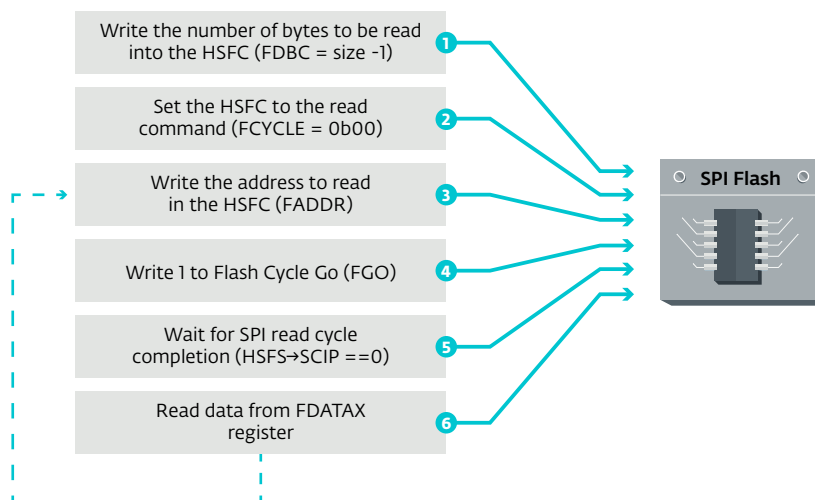 Write the number of bytes to be read
into the HSFC (FDBC = size -1)
1
Set the HSFC to the read
command (FCYCLE = 0b00)
2
Write the address to read
in the HSFC (FADDR)
3
Write 1 to Flash Cycle Go (FGO)
4
Wait for SPI read cycle
completion (HSFS→SCIP ==0)
5
Read data from FDATAX
register
6
SPI Flash